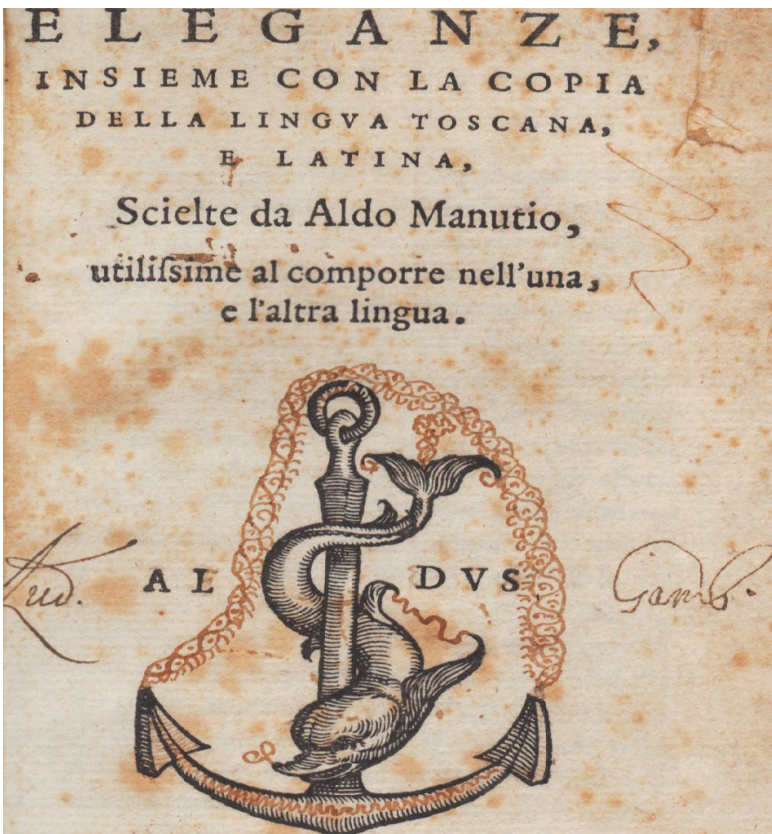 ELEGANZE,
INSIEME CON LA COPIA
DELLA LINGVA TOSCANA,
E LATINA,
Scielte da Aldo Manutio,
utiliſsime al comporre nell'una,
e l'altra lingua.
AL DVS.
Gamb.